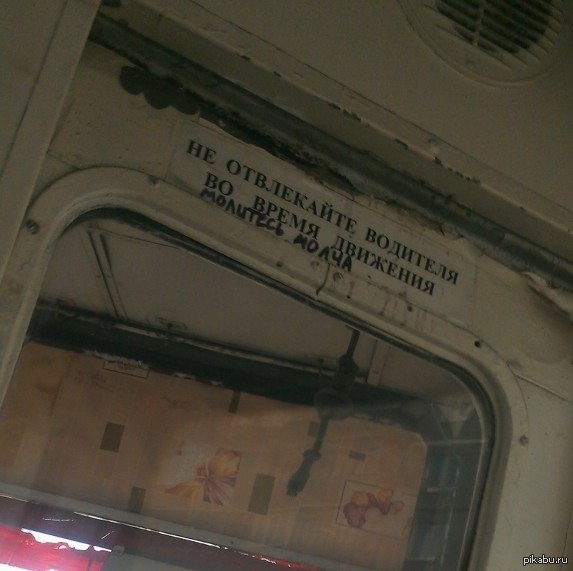 НЕ ОТВЛЕКАЙТЕ ВОДИТЕЛЯ
ВО ВРЕМЯ ДВИЖЕНИЯ
МОЛИТЕСЬ МОЛЧА
pikabu.ru